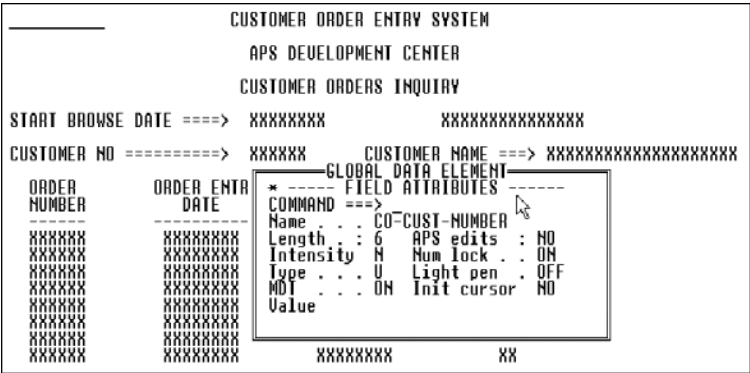 CUSTOMER ORDER ENTRY SYSTEM
APS DEVELOPMENT CENTER
CUSTOMER ORDERS INQUIRY
START BROWSE DATE ====> XXXXXXXX XXXXXXXXXXXXXXX
CUSTOMER NO ==========> XXXXXX CUSTOMER NAME ===> XXXXXXXXXXXXXXXXXXXX
GLOBAL DATA ELEMENT
ORDER ORDER ENTR * ----- FIELD ATTRIBUTES ------
NUMBER DATE COMMAND ===>
------ ---------- Name . . . CO-CUST-NUMBER
XXXXXX XXXXXXXX Length . : 6 APS edits : NO
XXXXXX XXXXXXXX Intensity N Num lock . . ON
XXXXXX XXXXXXXX Type . . . U Light pen . OFF
XXXXXX XXXXXXXX MDT . . . ON Init cursor NO
XXXXXX XXXXXXXX Value
XXXXXX XXXXXXXX
XXXXXX XXXXXXXX
XXXXXX XXXXXXXX XXXXXXXX XX